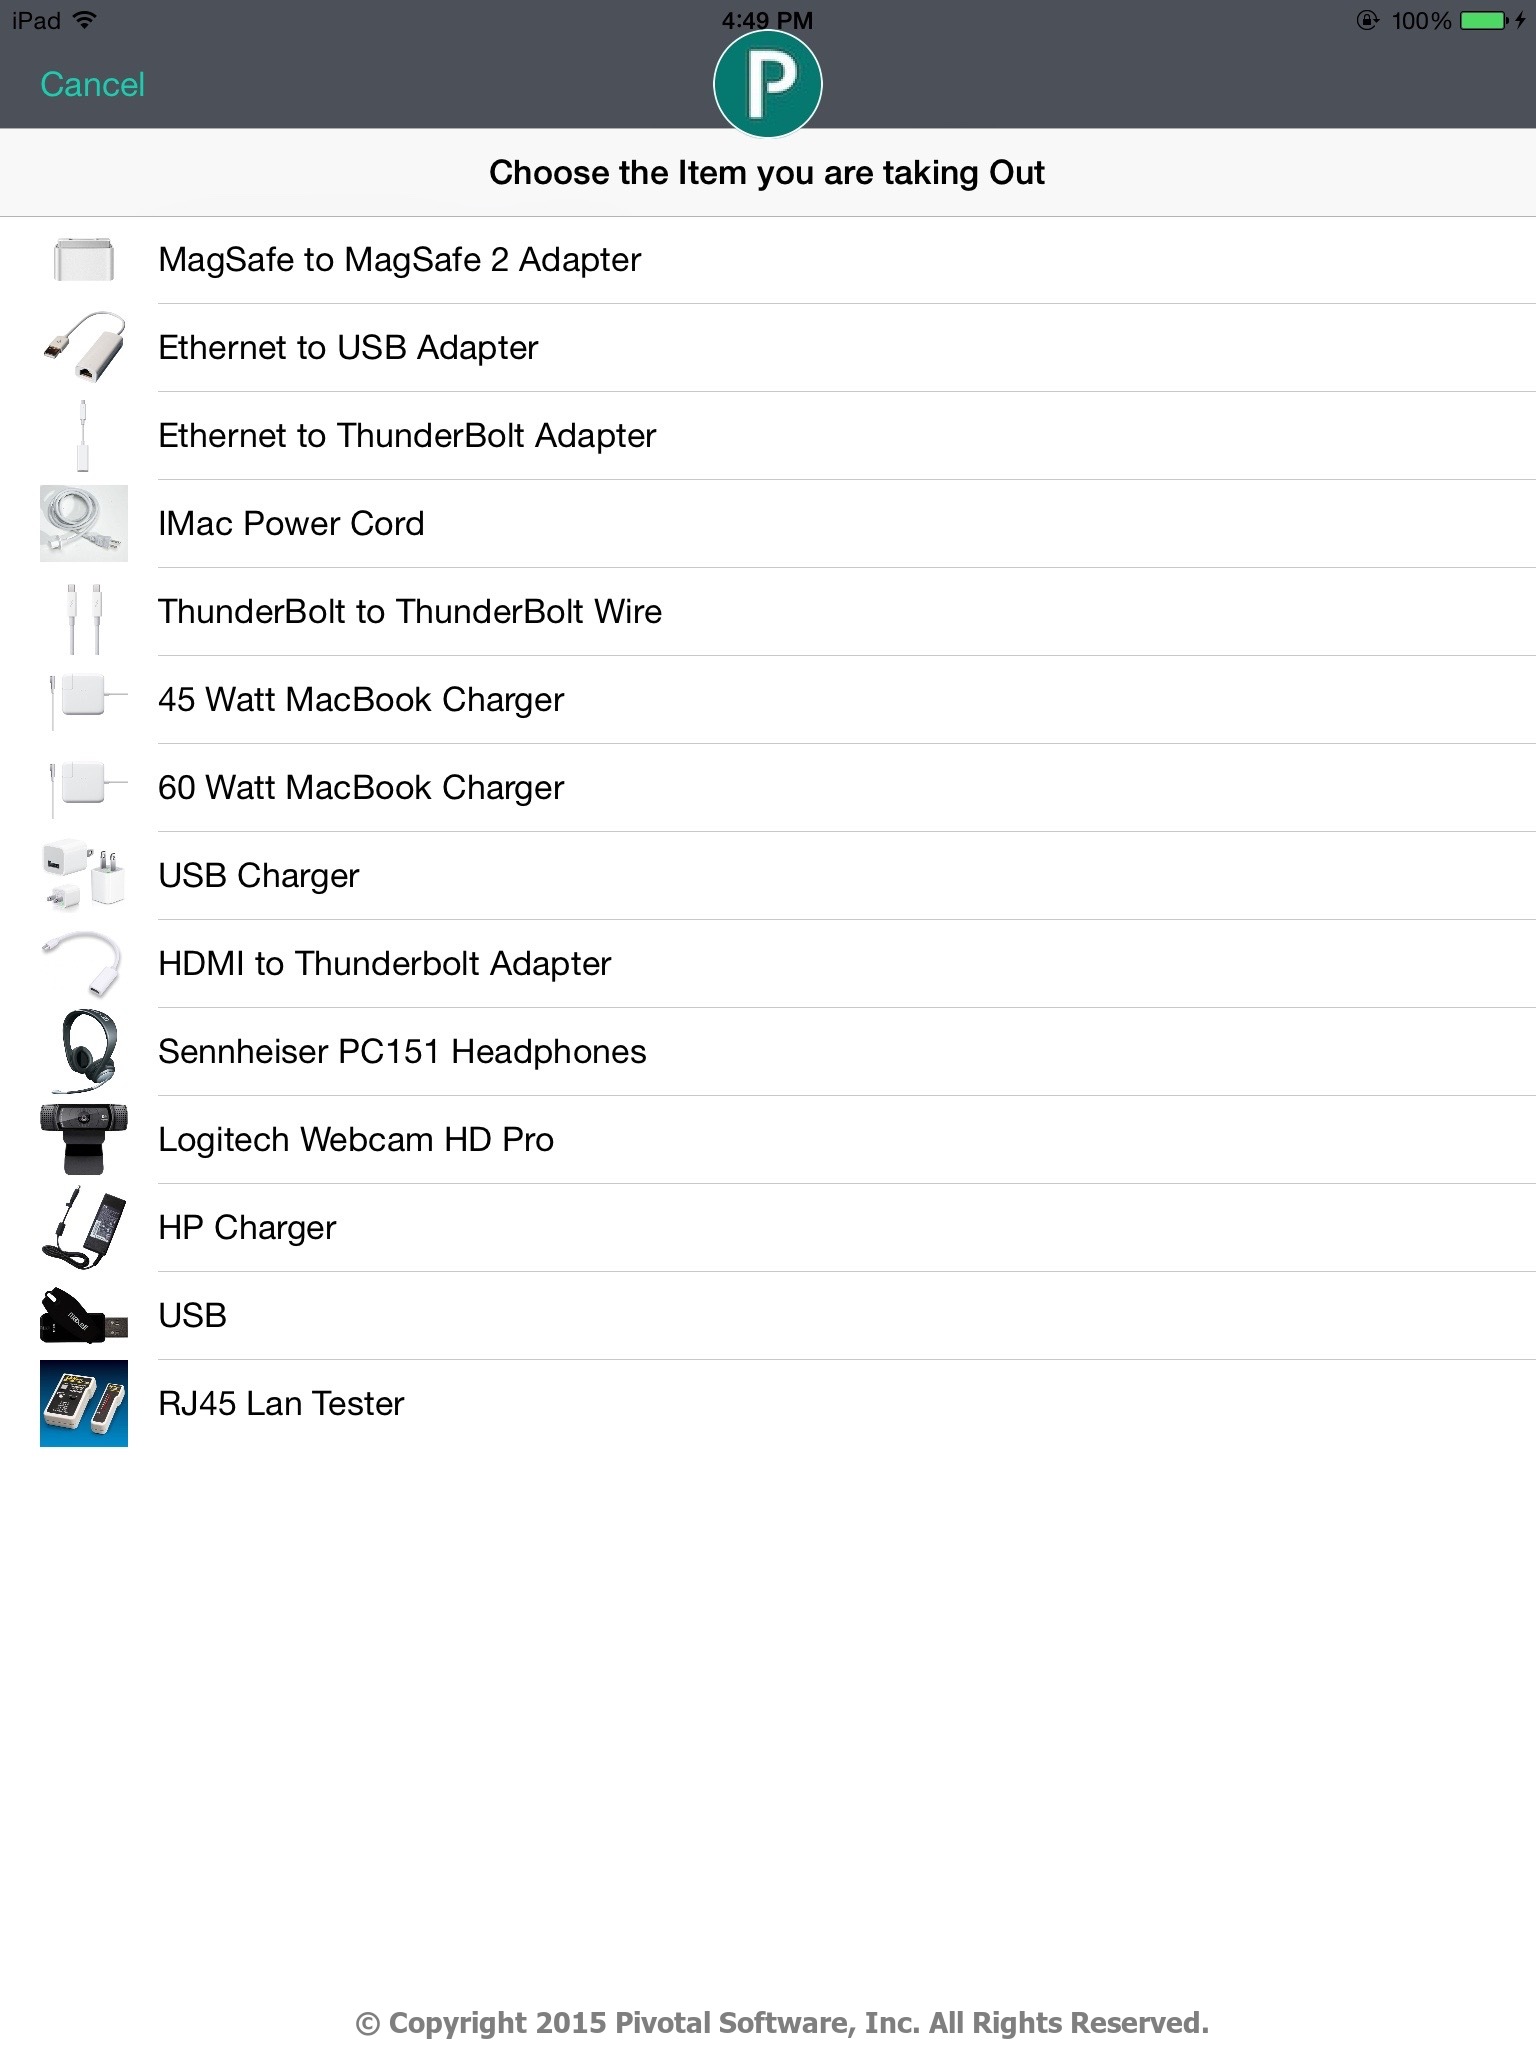 iPad 4:49 PM 100%
Cancel
P
Choose the Item you are taking Out
MagSafe to MagSafe 2 Adapter
Ethernet to USB Adapter
Ethernet to ThunderBolt Adapter
IMac Power Cord
ThunderBolt to ThunderBolt Wire
45 Watt MacBook Charger
60 Watt MacBook Charger
USB Charger
HDMI to Thunderbolt Adapter
Sennheiser PC151 Headphones
Logitech Webcam HD Pro
HP Charger
USB
RJ45 Lan Tester
© Copyright 2015 Pivotal Software, Inc. All Rights Reserved.